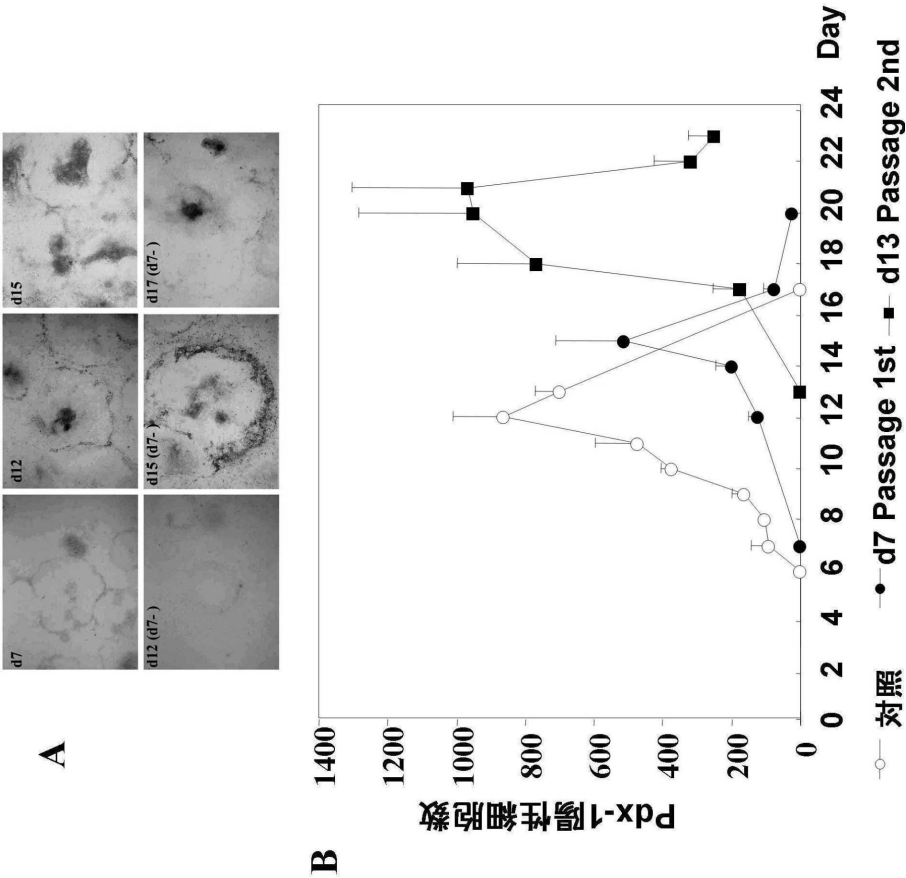 A
d7
d12
d15
d12 (d7- )
d15 (d7- )
d17 (d7- )
B
Pdx-1陽性細胞数
1400
1200
1000
800
600
400
200
0
0 2 4 6 8 10 12 14 16 18 20 22 24 Day
対照 d7 Passage 1st d13 Passage 2nd